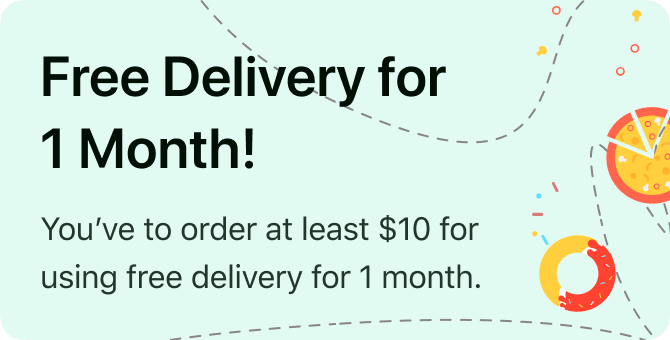 Free Delivery for
1 Month!
You’ve to order at least $10 for
using free delivery for 1 month.